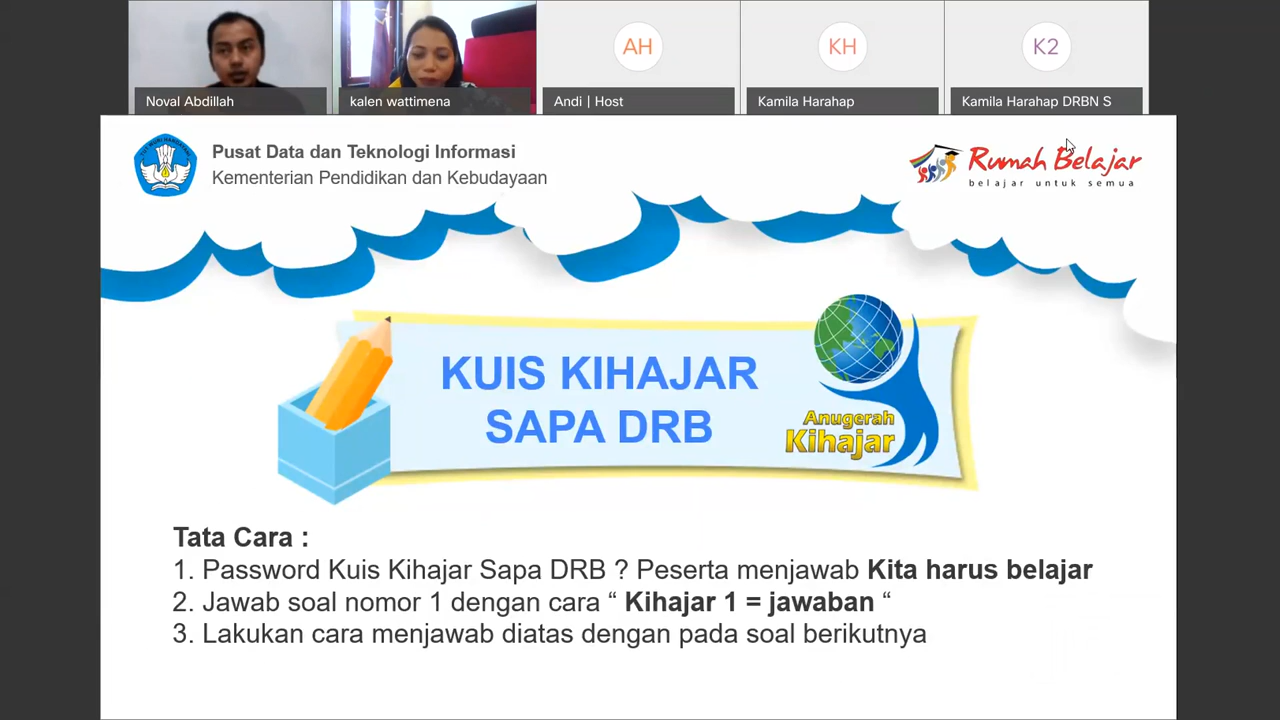 AH
KH
K2
Noval Abdillah
kalen wattimena
Andi | Host
Kamila Harahap
Kamila Harahap DRBN S
Pusat Data dan Teknologi Informasi
Kementerian Pendidikan dan Kebudayaan
Rumah Belajar
belajar untuk semua
KUIS KIHAJAR
SAPA DRB
Anugerah
Kihajar
Tata Cara :
1. Password Kuis Kihajar Sapa DRB ? Peserta menjawab Kita harus belajar
2. Jawab soal nomor 1 dengan cara “ Kihajar 1 = jawaban “
3. Lakukan cara menjawab diatas dengan pada soal berikutnya